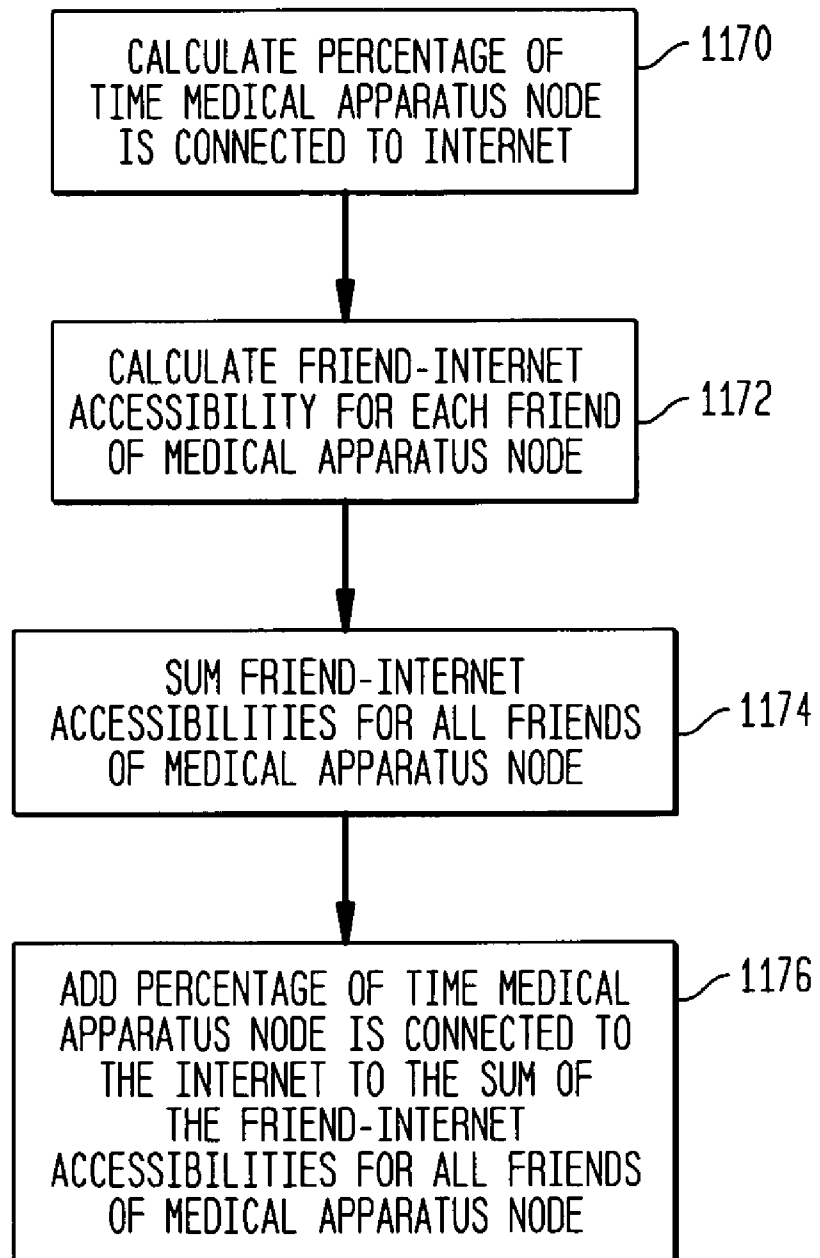 CALCULATE PERCENTAGE OF
TIME MEDICAL APPARATUS NODE
IS CONNECTED TO INTERNET
1170
CALCULATE FRIEND-INTERNET
ACCESSIBILITY FOR EACH FRIEND
OF MEDICAL APPARATUS NODE
1172
SUM FRIEND-INTERNET
ACCESSIBILITIES FOR ALL FRIENDS
OF MEDICAL APPARATUS NODE
1174
ADD PERCENTAGE OF TIME MEDICAL
APPARATUS NODE IS CONNECTED TO
THE INTERNET TO THE SUM OF
THE FRIEND-INTERNET
ACCESSIBILITIES FOR ALL FRIENDS
OF MEDICAL APPARATUS NODE
1176